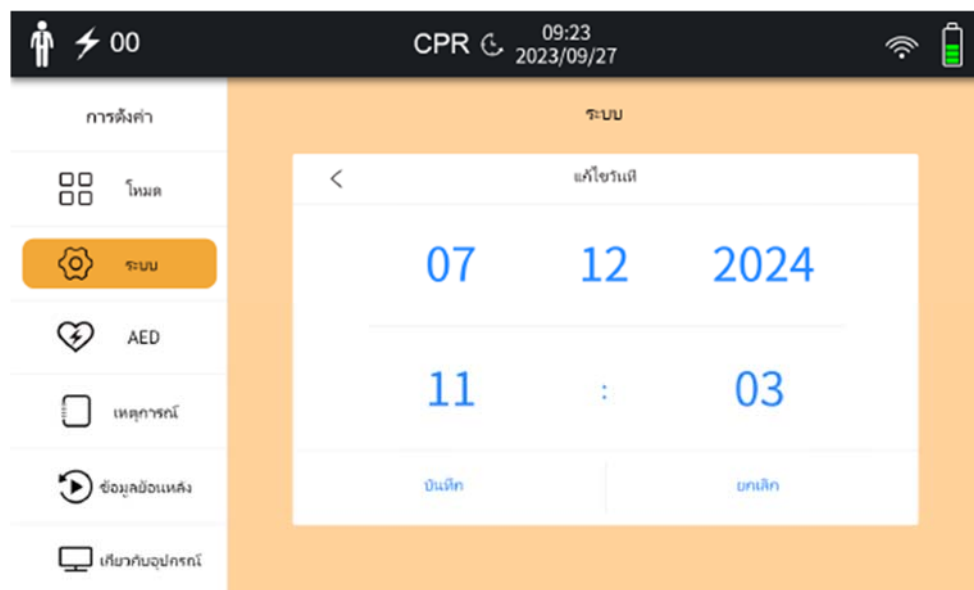 00 CPR 09:23
2023/09/27
การตั้งค่า
โหมด
ระบบ
AED
เหตุการณ์
ข้อมูลย้อนหลัง
เกี่ยวกับอุปกรณ์
ระบบ
แก้ไขวันที่
07 12 2024
11 : 03
บันทึก ยกเลิก